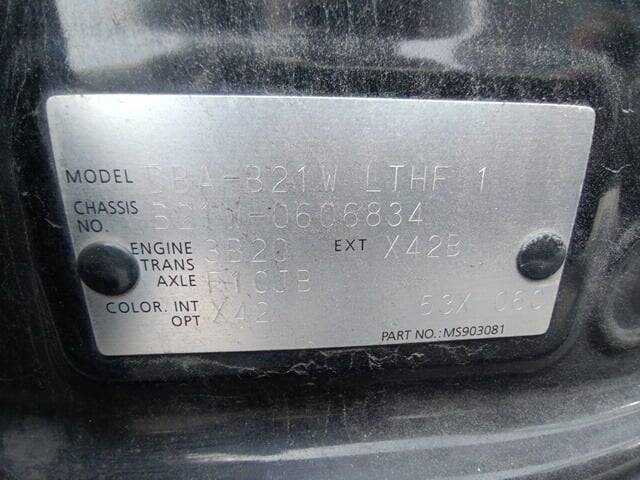 MODEL DBA-B21W LTHF 1
CHASSIS NO. B21W-0606834
ENGINE 3B20 EXT X42B
TRANS AXLE F1CJB
COLOR. INT OPT X42 53X 060
PART NO.:MS903081